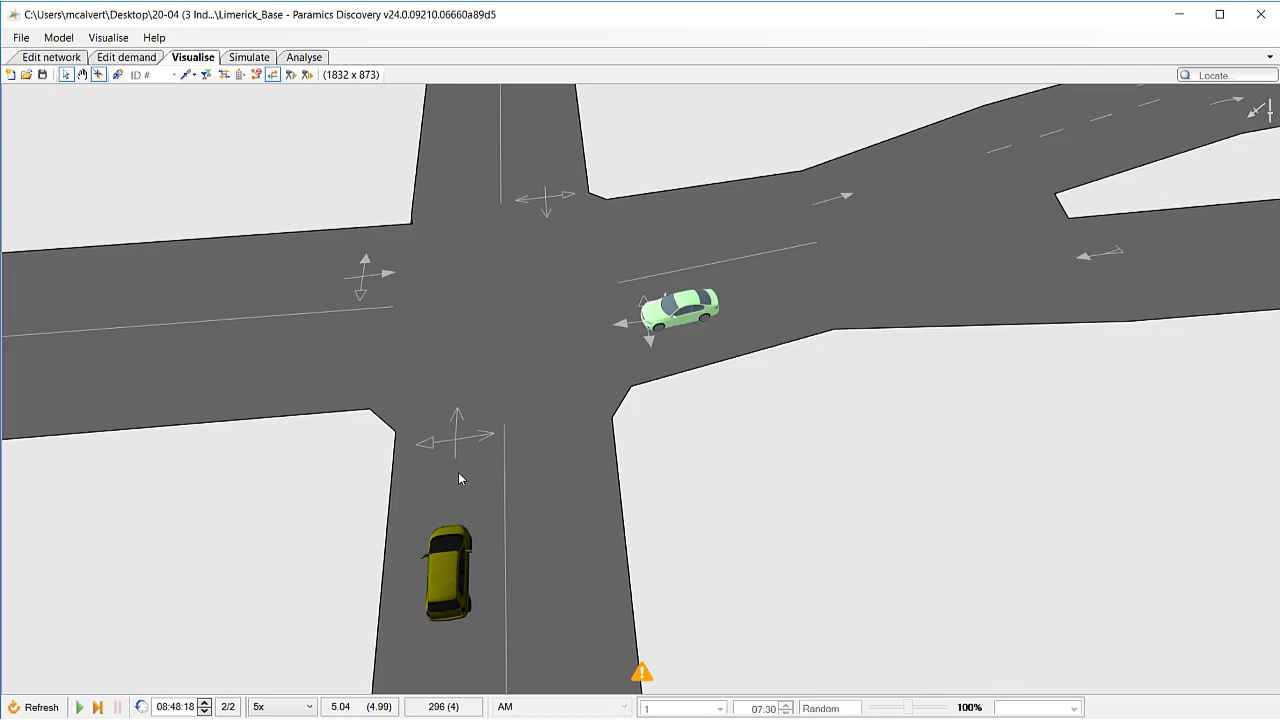 C:\Users\mcalvert\Desktop\20-04 (3 Ind...\Limerick_Base - Paramics Discovery v24.0.09210.06660a89d5
File Model Visualise Help
Edit network Edit demand Visualise Simulate Analyse
ID # (1832 x 873) Locate...
Refresh 08:48:18 2/2 5x 5.04 (4.99) 296 (4) AM 1 07:30 Random 100%